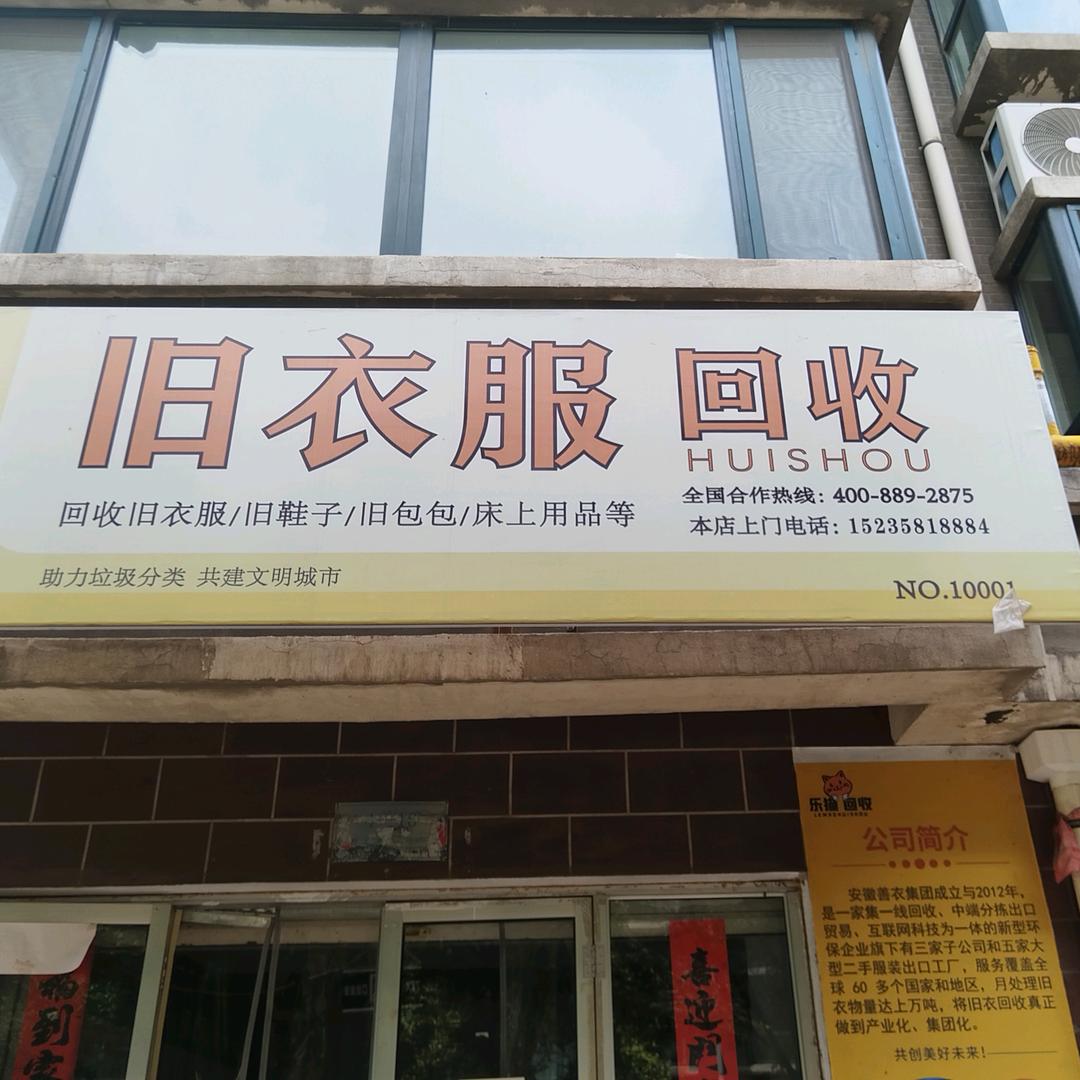 旧衣服 回收
HUISHOU
回收旧衣服/旧鞋子/旧包包/床上用品等
全国合作热线: 400-889-2875
本店上门电话: 15235818884
助力垃圾分类 共建文明城市
NO.10001
乐猫 回收
公司简介
安徽善衣集团成立与2012年,
是一家集一线回收、中端分拣出口
贸易、互联网科技为一体的新型环
保企业旗下有三家子公司和五家大
型二手服装出口工厂，服务覆盖全
球 60 多个国家和地区，月处理旧
衣物量达上万吨，将旧衣回收真正
做到产业化、集团化。
共创美好未来!
喜迎门
福到家